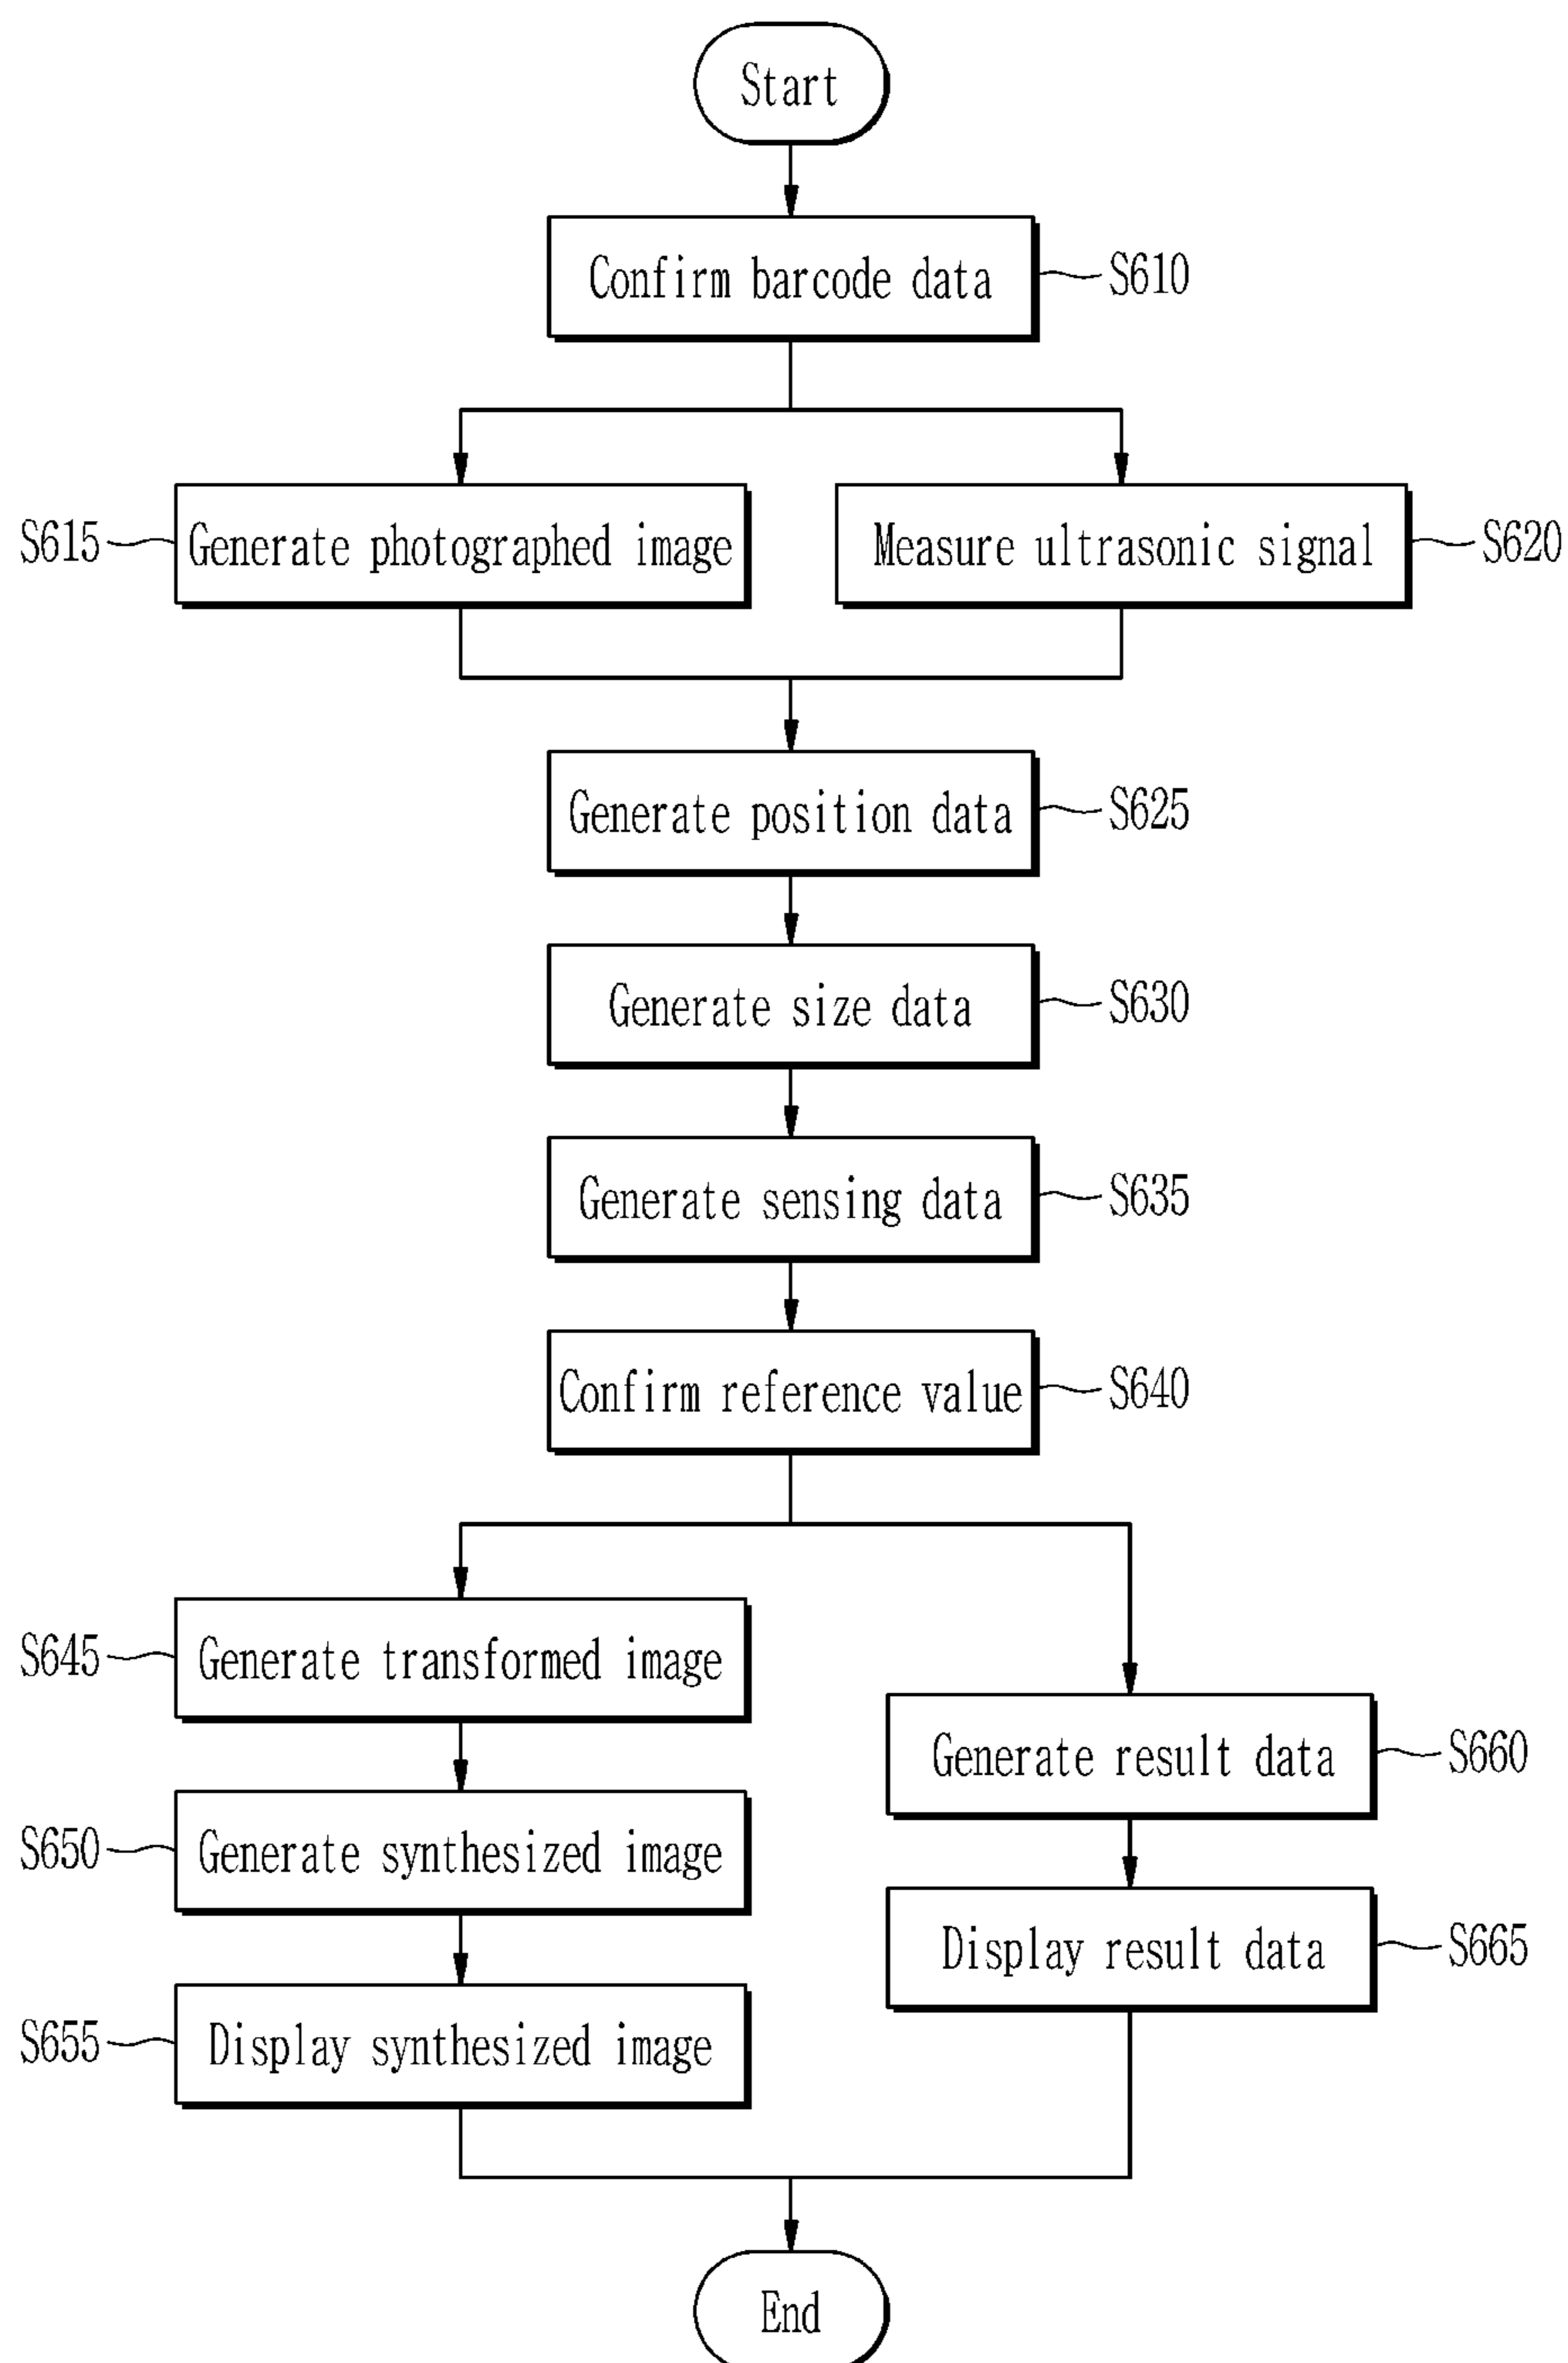 Start
Confirm barcode data
S610
S615
Generate photographed image
Measure ultrasonic signal
S620
Generate position data
S625
Generate size data
S630
Generate sensing data
S635
Confirm reference value
S640
S645
Generate transformed image
S650
Generate synthesized image
S655
Display synthesized image
Generate result data
S660
Display result data
S665
End